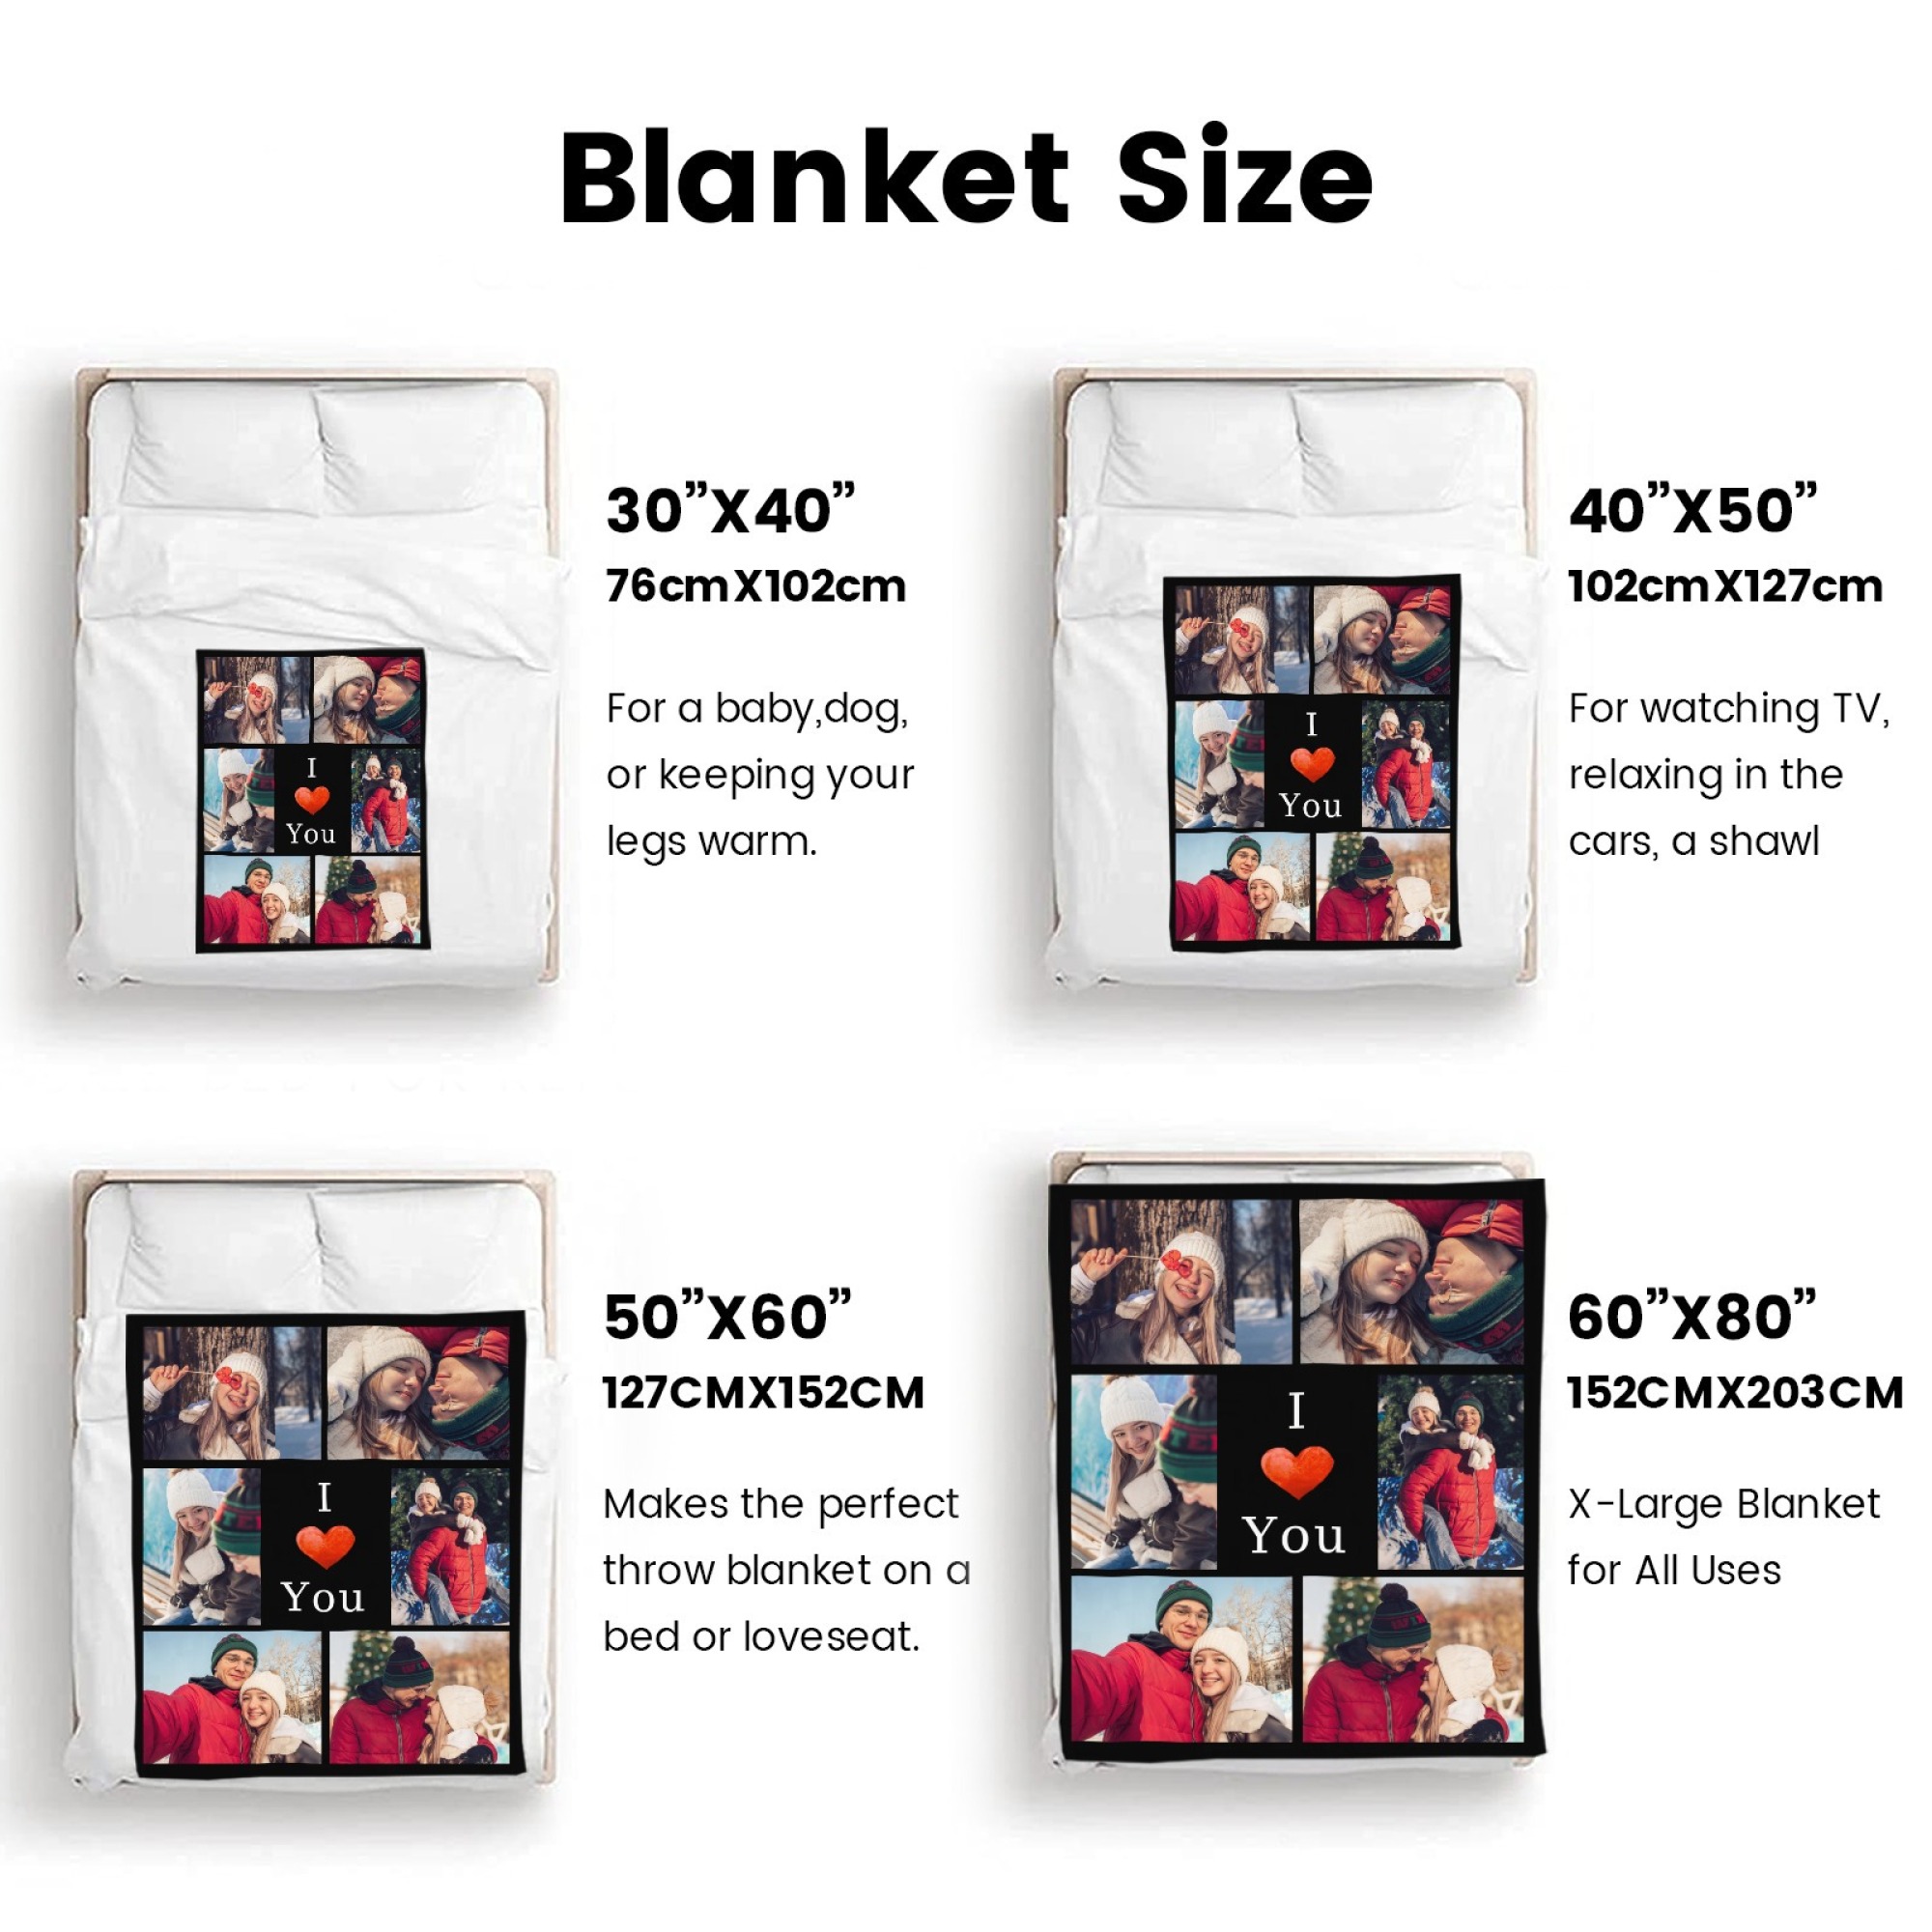 Blanket Size
30”X40”
76cmX102cm
For a baby,dog,
or keeping your
legs warm.
I
You
40”X50”
102cmX127cm
For watching TV,
relaxing in the
cars, a shawl
I
You
50”X60”
127CMX152CM
Makes the perfect
throw blanket on a
bed or loveseat.
I
You
60”X80”
152CMX203CM
X-Large Blanket
for All Uses
I
You